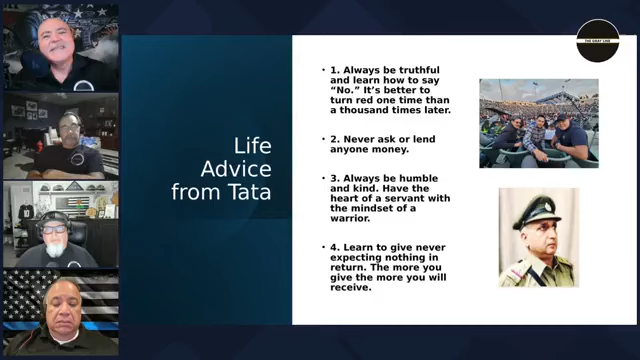 THE GRAY LINE
Life
Advice
from Tata
• 1. Always be truthful
and learn how to say
“No.” It’s better to
turn red one time than
a thousand times later.
• 2. Never ask or lend
anyone money.
• 3. Always be humble
and kind. Have the
heart of a servant with
the mindset of a
warrior.
• 4. Learn to give never
expecting nothing in
return. The more you
give the more you will
receive.